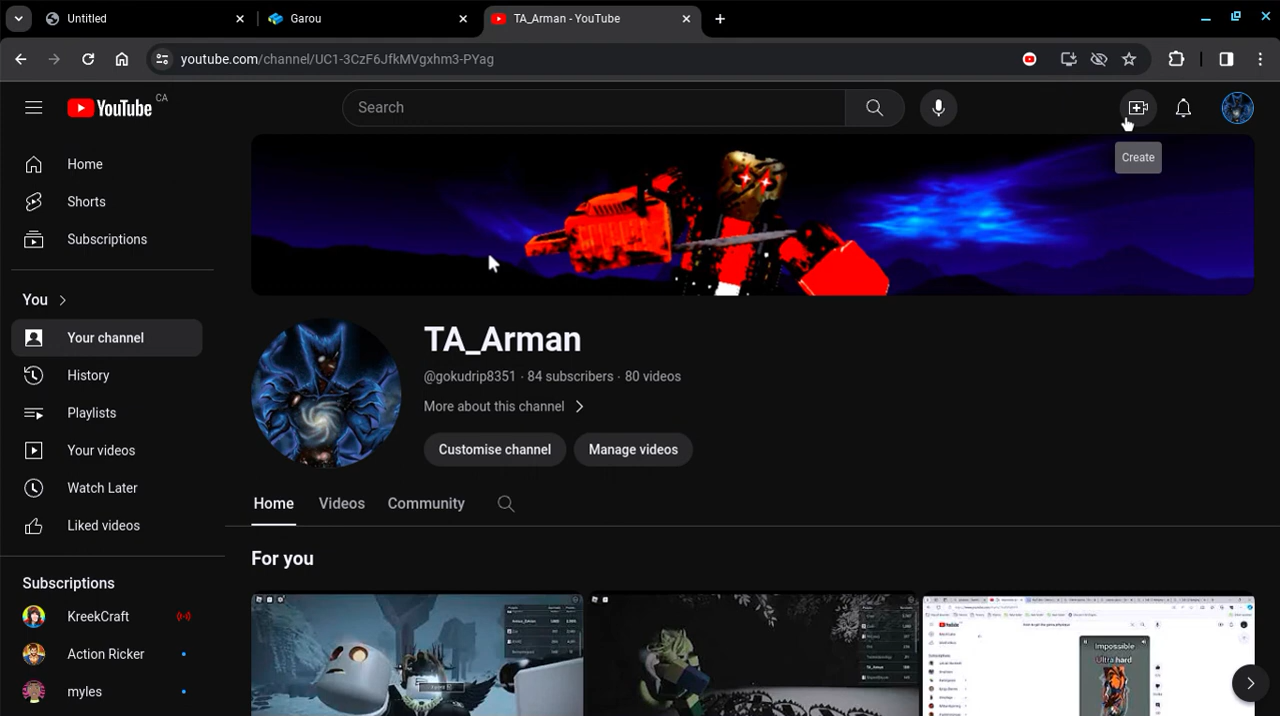 Untitled
Garou
TA_Arman - YouTube
youtube.com/channel/UC1-3CzF6JfkMVgxhm3-PYag
YouTube CA
Search
Create
Home
Shorts
Subscriptions
You
Your channel
History
Playlists
Your videos
Watch Later
Liked videos
Subscriptions
KreekCraft
Action Flicker
myles
TA_Arman
@gokudrip8351 · 84 subscribers · 80 videos
More about this channel
Customise channel
Manage videos
Home
Videos
Community
For you
YouTube
Impossible
Ultra hard